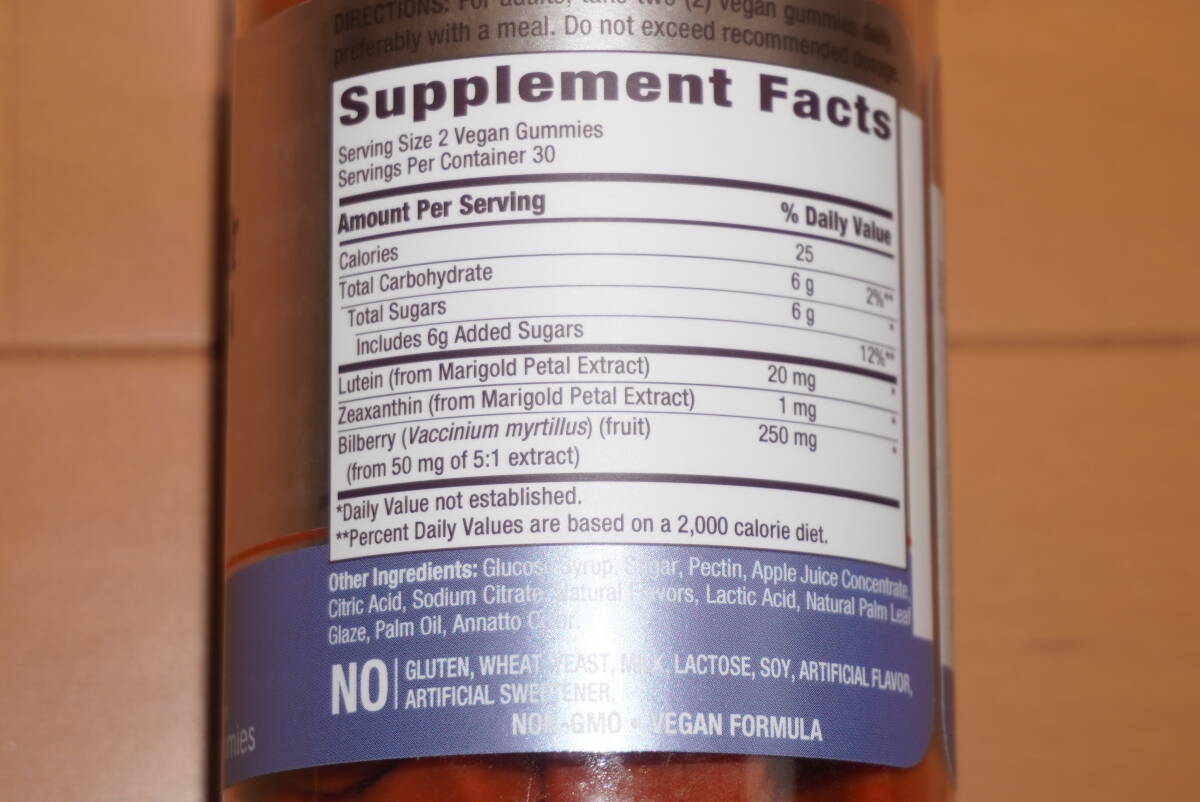 DIRECTIONS: For adults, take two (2) vegan gummies daily,
preferably with a meal. Do not exceed recommended dosage.
Supplement Facts
Serving Size 2 Vegan Gummies
Servings Per Container 30
Amount Per Serving % Daily Value
Calories 25
Total Carbohydrate 6 g 2%**
Total Sugars 6 g *
Includes 6g Added Sugars 12%**
Lutein (from Marigold Petal Extract) 20 mg *
Zeaxanthin (from Marigold Petal Extract) 1 mg *
Bilberry (Vaccinium myrtillus) (fruit) 250 mg *
(from 50 mg of 5:1 extract)
*Daily Value not established.
**Percent Daily Values are based on a 2,000 calorie diet.
Other Ingredients: Glucose Syrup, Sugar, Pectin, Apple Juice Concentrate,
Citric Acid, Sodium Citrate, Natural Flavors, Lactic Acid, Natural Palm Leaf
Glaze, Palm Oil, Annatto Color.
NO GLUTEN, WHEAT, YEAST, MILK, LACTOSE, SOY, ARTIFICIAL FLAVOR,
ARTIFICIAL SWEETENER.
NON-GMO • VEGAN FORMULA